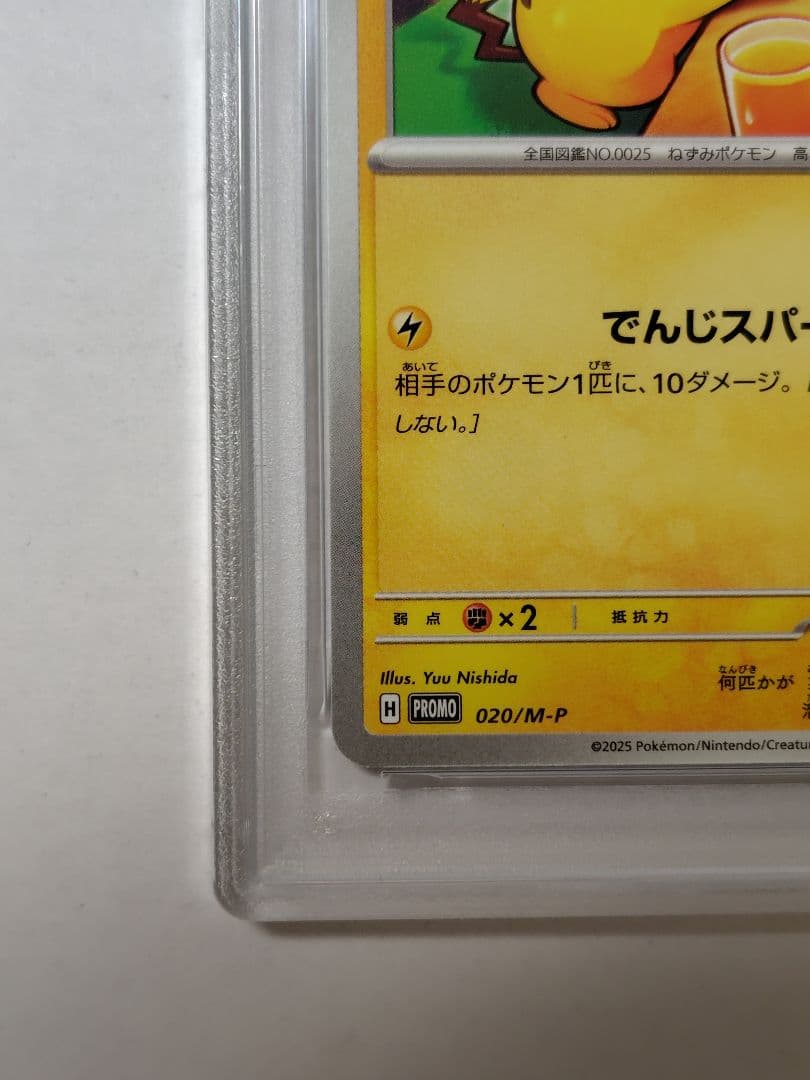 全国図鑑NO.0025 ねずみポケモン 高
でんじスパー
あいて びき
相手のポケモン1匹に、10ダメージ。
しない。]
弱点 ×2 抵抗力
Illus. Yuu Nishida
なんびき
何匹かが
H PROMO 020/M-P
©2025 Pokémon/Nintendo/Creatu